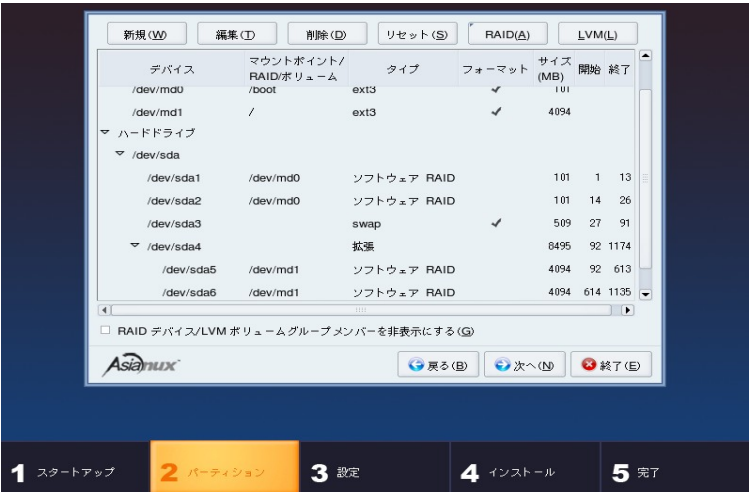 新規(W) 編集(T) 削除(D) リセット(S) RAID(A) LVM(L)
デバイス マウントポイント/RAID/ボリューム タイプ フォーマット サイズ(MB) 開始 終了
/dev/md0 /boot ext3 ✓ 101
/dev/md1 / ext3 ✓ 4094
ハードドライブ
/dev/sda
/dev/sda1 /dev/md0 ソフトウェア RAID 101 1 13
/dev/sda2 /dev/md0 ソフトウェア RAID 101 14 26
/dev/sda3 swap ✓ 509 27 91
/dev/sda4 拡張 8495 92 1174
/dev/sda5 /dev/md1 ソフトウェア RAID 4094 92 613
/dev/sda6 /dev/md1 ソフトウェア RAID 4094 614 1135
RAID デバイス/LVM ボリュームグループメンバーを非表示にする(G)
Asianux 戻る(B) 次へ(N) 終了(E)
1 スタートアップ 2 パーティション 3 設定 4 インストール 5 完了